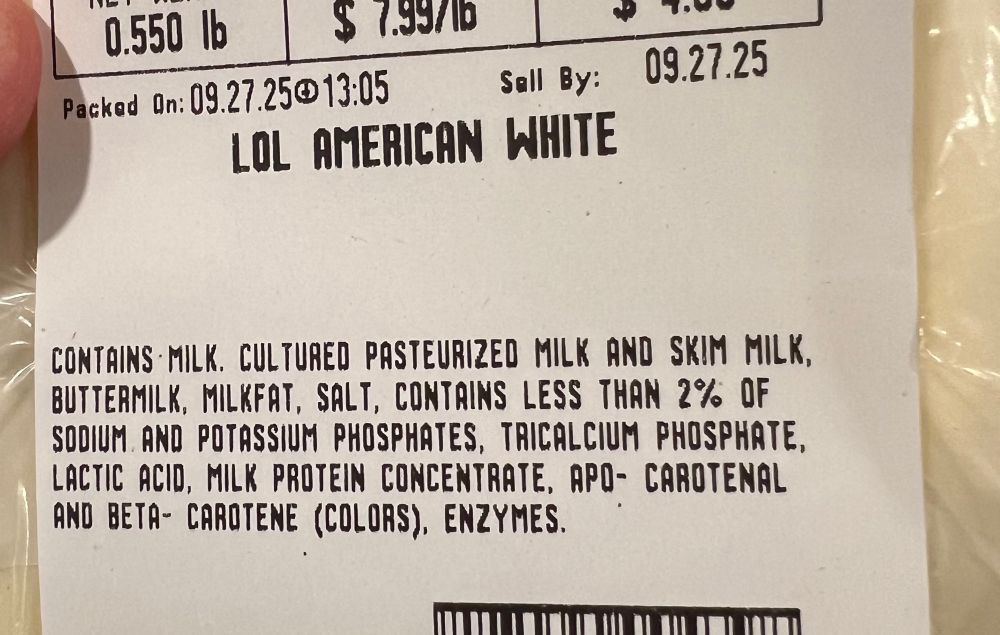 0.550 lb
$ 7.99/lb
Packed On: 09.27.25@13:05
Sell By: 09.27.25
LOL AMERICAN WHITE
CONTAINS MILK. CULTURED PASTEURIZED MILK AND SKIM MILK,
BUTTERMILK, MILKFAT, SALT, CONTAINS LESS THAN 2% OF
SODIUM AND POTASSIUM PHOSPHATES, TRICALCIUM PHOSPHATE,
LACTIC ACID, MILK PROTEIN CONCENTRATE, APO- CAROTENAL
AND BETA- CAROTENE (COLORS), ENZYMES.